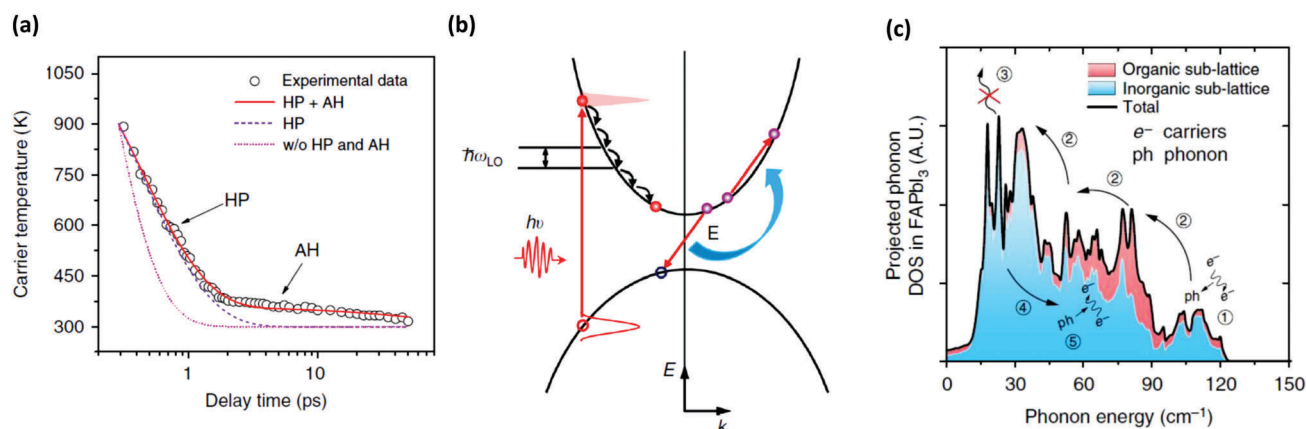 (a)
1050
900
750
600
450
300
Carrier temperature (K)
Experimental data
HP + AH
HP
w/o HP and AH
HP
AH
1
10
Delay time (ps)
(b)
ħωLO
hν
E
E
k
(c)
Projected phonon
DOS in FAPbI₃ (A.U.)
③
Organic sub-lattice
Inorganic sub-lattice
Total
e⁻ carriers
ph phonon
②
②
②
e⁻
ph
e⁻
①
④
e⁻
ph
e⁻
⑤
0
30
60
90
120
150
Phonon energy (cm⁻¹)